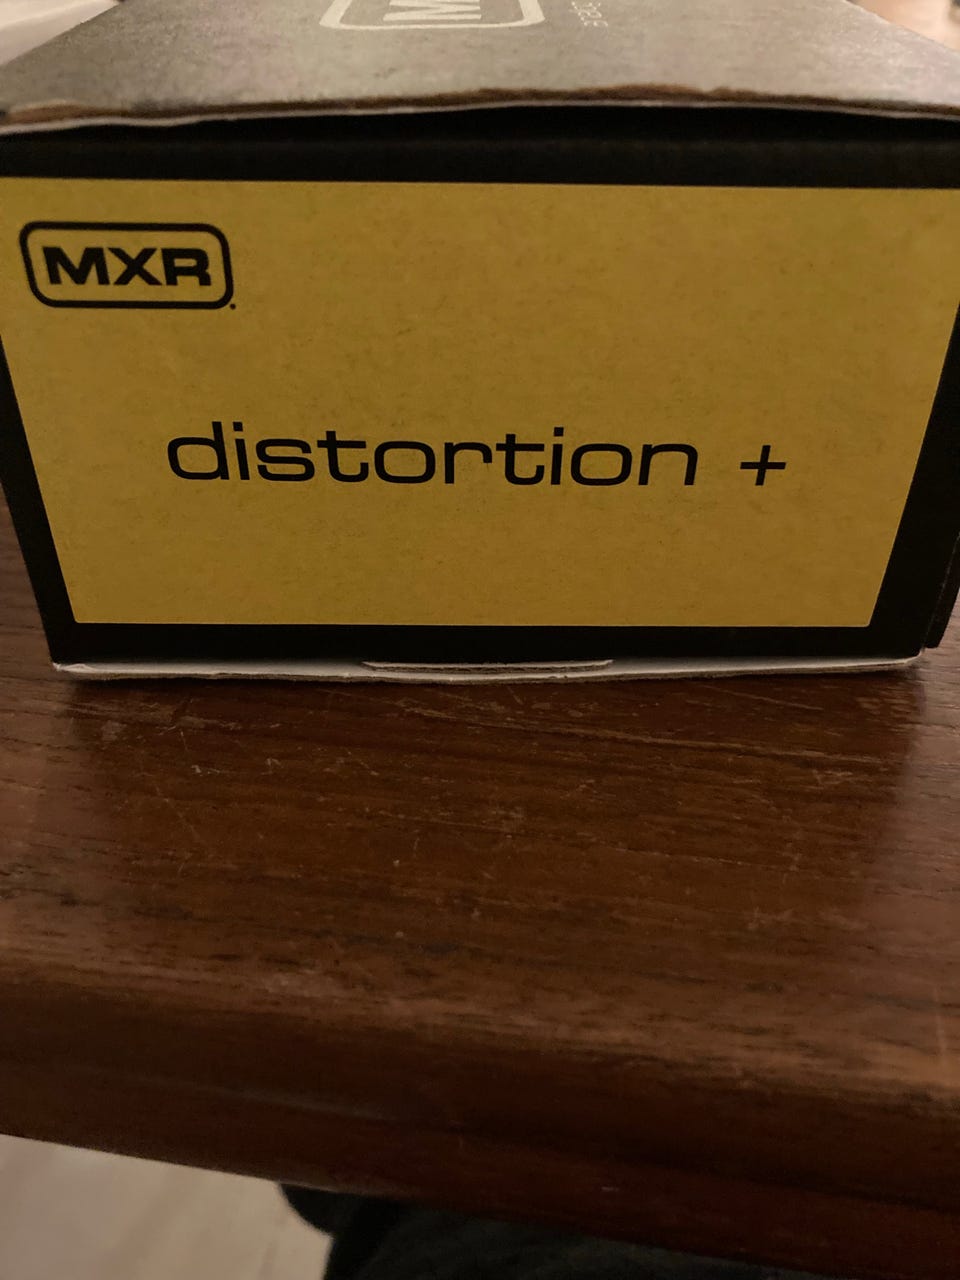 MXR
distortion +